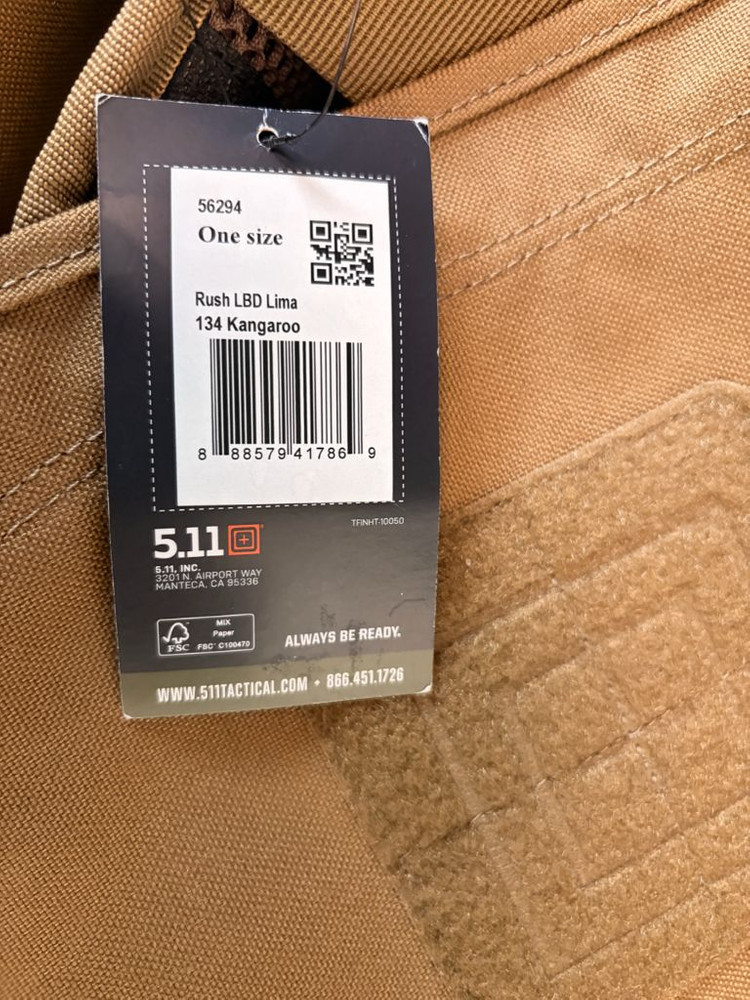 56294
One size
Rush LBD Lima
134 Kangaroo
8 88579 41786 9
TFINHT-10050
5.11
5.11, INC.
3201 N. AIRPORT WAY
MANTECA, CA 95336
MIX
Paper
FSC
FSC® C100470
ALWAYS BE READY.
WWW.511TACTICAL.COM • 866.451.1726